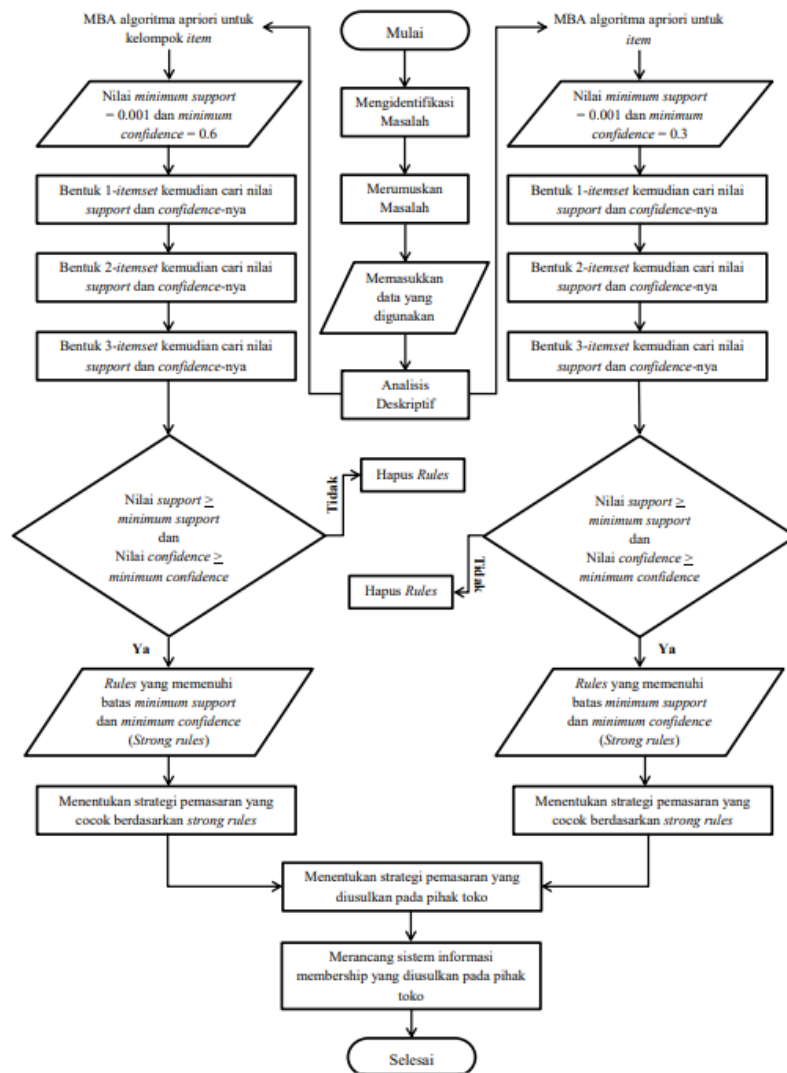 Mulai
Mengidentifikasi
Masalah
Merumuskan
Masalah
Memasukkan
data yang
digunakan
Analisis
Deskriptif
MBA algoritma apriori untuk
kelompok item
Nilai minimum support
= 0.001 dan minimum
confidence = 0.6
Bentuk 1-itemset kemudian cari nilai
support dan confidence-nya
Bentuk 2-itemset kemudian cari nilai
support dan confidence-nya
Bentuk 3-itemset kemudian cari nilai
support dan confidence-nya
Nilai support ≥
minimum support
dan
Nilai confidence ≥
minimum confidence
Tidak
Hapus Rules
Ya
Rules yang memenuhi
batas minimum support
dan minimum confidence
(Strong rules)
Menentukan strategi pemasaran yang
cocok berdasarkan strong rules
MBA algoritma apriori untuk
item
Nilai minimum support
= 0.001 dan minimum
confidence = 0.3
Bentuk 1-itemset kemudian cari nilai
support dan confidence-nya
Bentuk 2-itemset kemudian cari nilai
support dan confidence-nya
Bentuk 3-itemset kemudian cari nilai
support dan confidence-nya
Nilai support ≥
minimum support
dan
Nilai confidence ≥
minimum confidence
Tidak
Hapus Rules
Ya
Rules yang memenuhi
batas minimum support
dan minimum confidence
(Strong rules)
Menentukan strategi pemasaran yang
cocok berdasarkan strong rules
Menentukan strategi pemasaran yang
diusulkan pada pihak toko
Merancang sistem informasi
membership yang diusulkan pada pihak
toko
Selesai